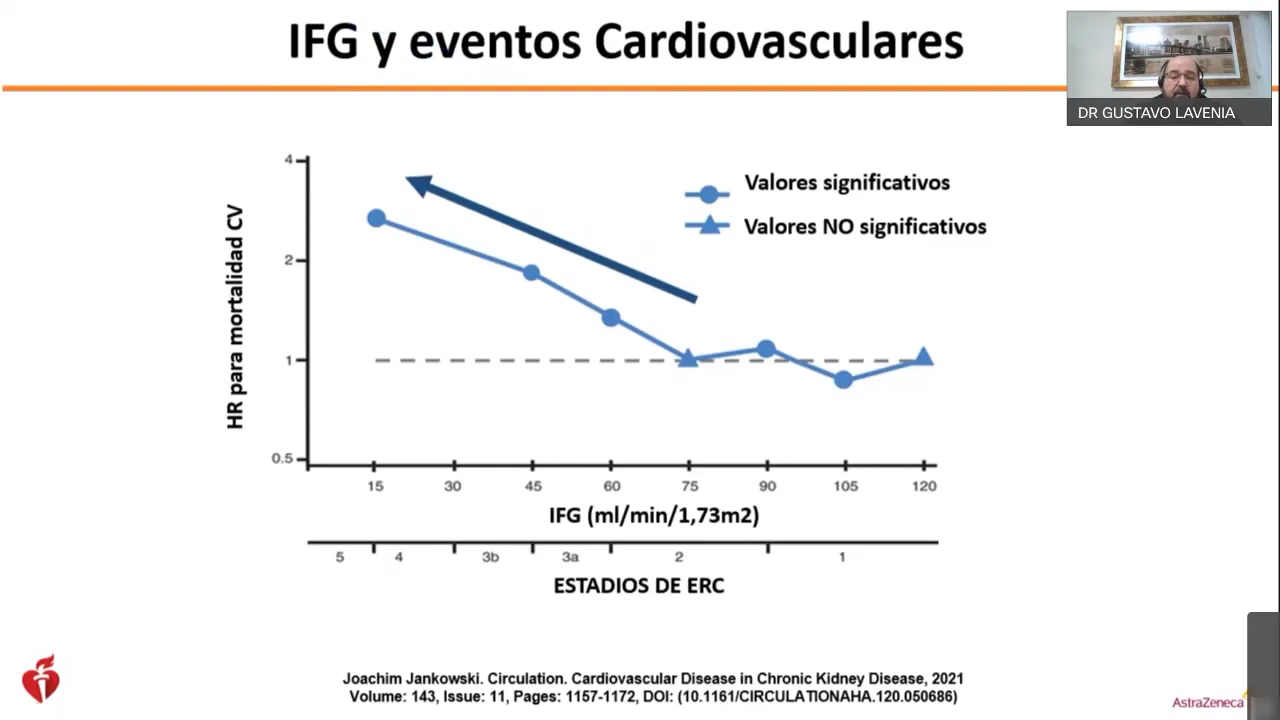 IFG y eventos Cardiovasculares
DR GUSTAVO LAVENIA
HR para mortalidad CV
4
2
1
0.5
Valores significativos
Valores NO significativos
15 30 45 60 75 90 105 120
IFG (ml/min/1,73m2)
5 4 3b 3a 2 1
ESTADIOS DE ERC
Joachim Jankowski. Circulation. Cardiovascular Disease in Chronic Kidney Disease, 2021
Volume: 143, Issue: 11, Pages: 1157-1172, DOI: (10.1161/CIRCULATIONAHA.120.050686)
AstraZeneca